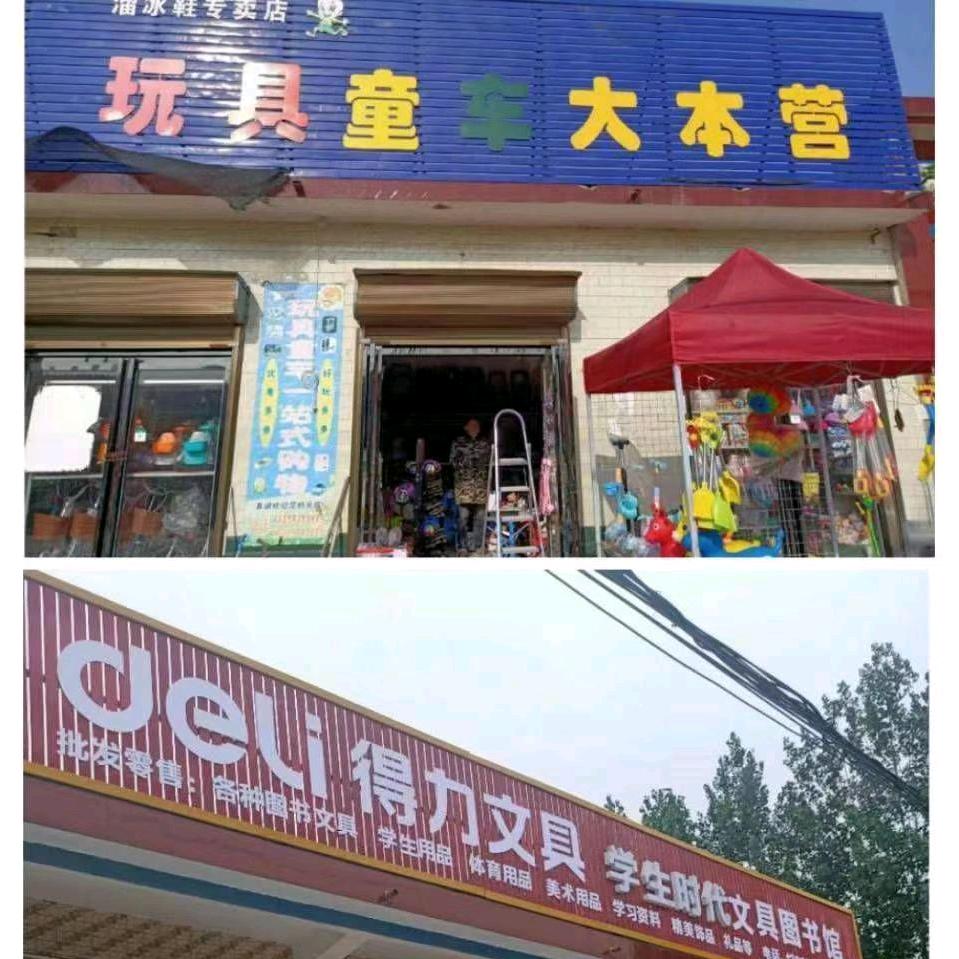 溜冰鞋专卖店
玩具童车大本营
玩具童车一站式购物
deli 得力文具 学生时代文具图书馆
批发零售：各种图书文具 学生用品 体育用品 美术用品 学习资料 精美饰品 礼品等